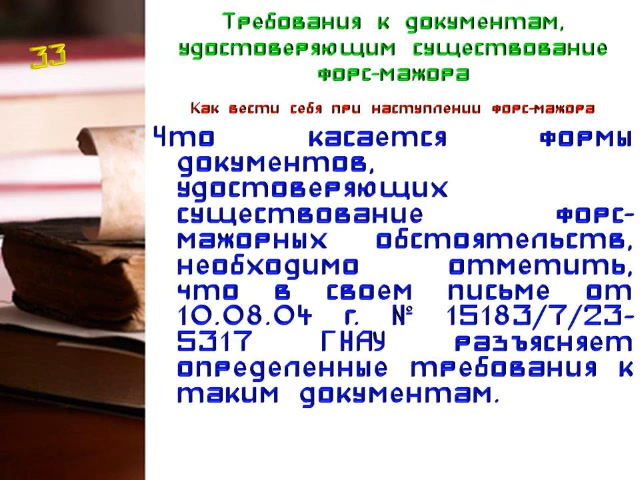 33
Требования к документам,
удостоверяющим существование
форс-мажора
Как вести себя при наступлении форс-мажора
Что касается формы
документов,
удостоверяющих
существование форс-
мажорных обстоятельств,
необходимо отметить,
что в своем письме от
10.08.04 г. № 15183/7/23-
5317 ГНАУ разъясняет
определенные требования к
таким документам.